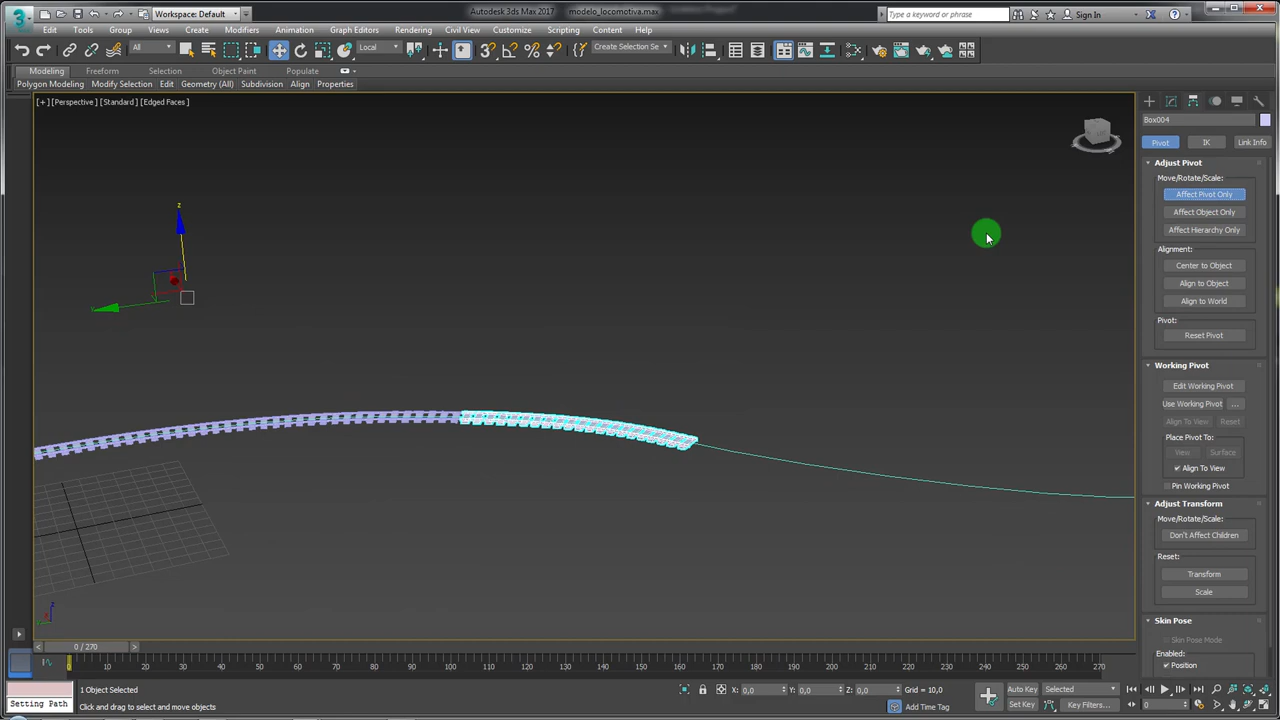 Autodesk 3ds Max 2017 modelo_locomotiva.max
Workspace: Default
Type a keyword or phrase
Sign In
Edit Tools Group Views Create Modifiers Animation Graph Editors Rendering Civil View Customize Scripting Content Help
All
Local
Create Selection Se
Modeling Freeform Selection Object Paint Populate
Polygon Modeling Modify Selection Edit Geometry (All) Subdivision Align Properties
[+] [Perspective] [Standard] [Edged Faces]
Box004
Pivot IK Link Info
Adjust Pivot
Move/Rotate/Scale:
Affect Pivot Only
Affect Object Only
Affect Hierarchy Only
Alignment:
Center to Object
Align to Object
Align to World
Pivot:
Reset Pivot
Working Pivot
Edit Working Pivot
Use Working Pivot ...
Align To View Reset
Place Pivot To:
View Surface
Align To View
Pin Working Pivot
Adjust Transform
Move/Rotate/Scale:
Don't Affect Children
Reset:
Transform
Scale
Skin Pose
Skin Pose Mode
Enabled:
Position
z
0 / 270
10 20 30 40 50 60 70 80 90 100 110 120 130 140 150 160 170 180 190 200 210 220 230 240 250 260 270
1 Object Selected
X: 0,0 Y: 0,0 Z: 0,0 Grid = 10,0
Auto Key Selected
Setting Path
Click and drag to select and move objects
Add Time Tag
Set Key Key Filters...
0